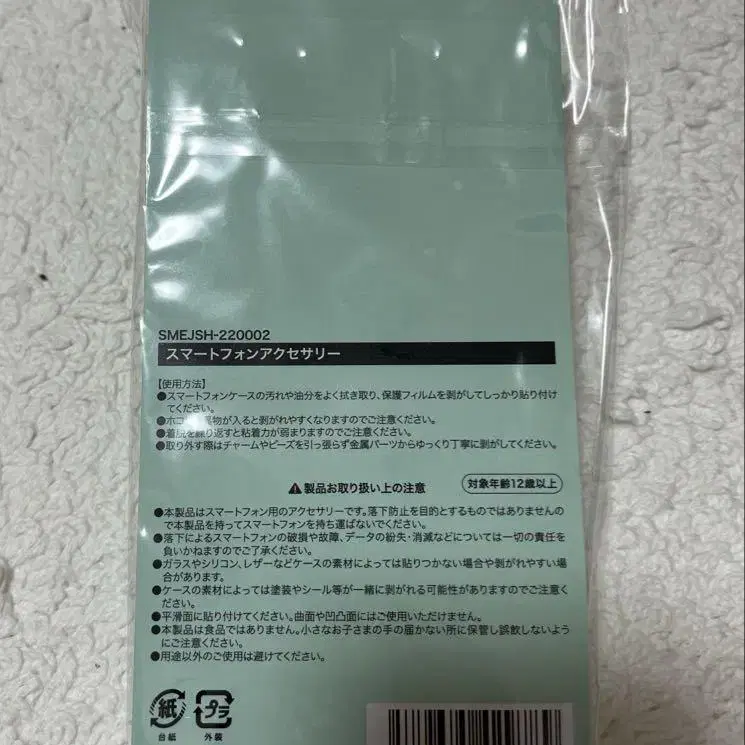 SMEJSH-220002
スマートフォンアクセサリー
【使用方法】
●スマートフォンケースの汚れや油分をよく拭き取り、保護フィルムを剥がしてしっかり貼り付け
てください。
●ホコリや異物が入ると剥がれやすくなりますのでご注意ください。
●着脱を繰り返すと粘着力が弱まりますのでご注意ください。
●取り外す際はチャームやビーズを引っ張らず金属パーツからゆっくり丁寧に剥がしてください。
⚠製品お取り扱い上の注意 対象年齢12歳以上
●本製品はスマートフォン用のアクセサリーです。落下防止を目的とするものではありませんの
で本製品を持ってスマートフォンを持ち運ばないでください。
●落下によるスマートフォンの破損や故障、データの紛失・消滅などについては一切の責任を
負いかねますのでご了承ください。
●ガラスやシリコン、レザーなどケースの素材によっては貼りつかない場合や剥がれやすい場
合があります。
●ケースの素材によっては塗装やシール等が一緒に剥がれる可能性がありますのでご注意くだ
さい。
●平滑面に貼り付けてください。曲面や凹凸面にはご使用いただけません。
●本製品は食品ではありません。小さなお子さまの手の届かない所に保管し誤飲しないよう
にご注意ください。
●用途以外のご使用は避けてください。
紙 プラ
台紙 外装